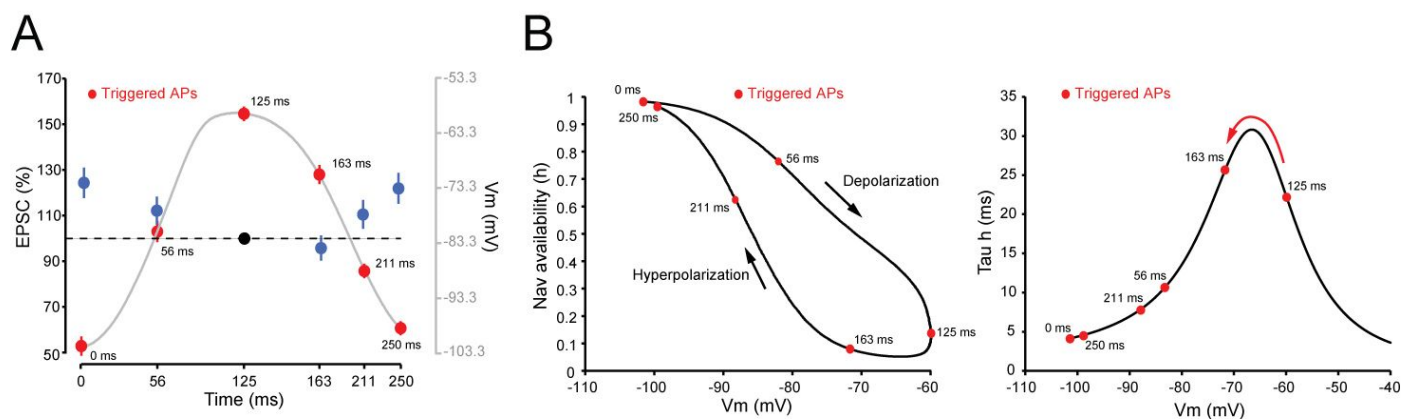 A
170
150
130
110
90
70
50
EPSC (%)
Triggered APs
125 ms
163 ms
56 ms
211 ms
0 ms
250 ms
0
56
125
163
211
250
Time (ms)
-53.3
-63.3
-73.3
-83.3
-93.3
-103.3
Vm (mV)
B
1
0.9
0.8
0.7
0.6
0.5
0.4
0.3
0.2
0.1
0
Nav availability (h)
Triggered APs
0 ms
250 ms
56 ms
Depolarization
211 ms
Hyperpolarization
163 ms
125 ms
-110
-100
-90
-80
-70
-60
Vm (mV)
35
30
25
20
15
10
5
0
Tau h (ms)
Triggered APs
163 ms
125 ms
56 ms
211 ms
0 ms
250 ms
-110
-100
-90
-80
-70
-60
-50
-40
Vm (mV)